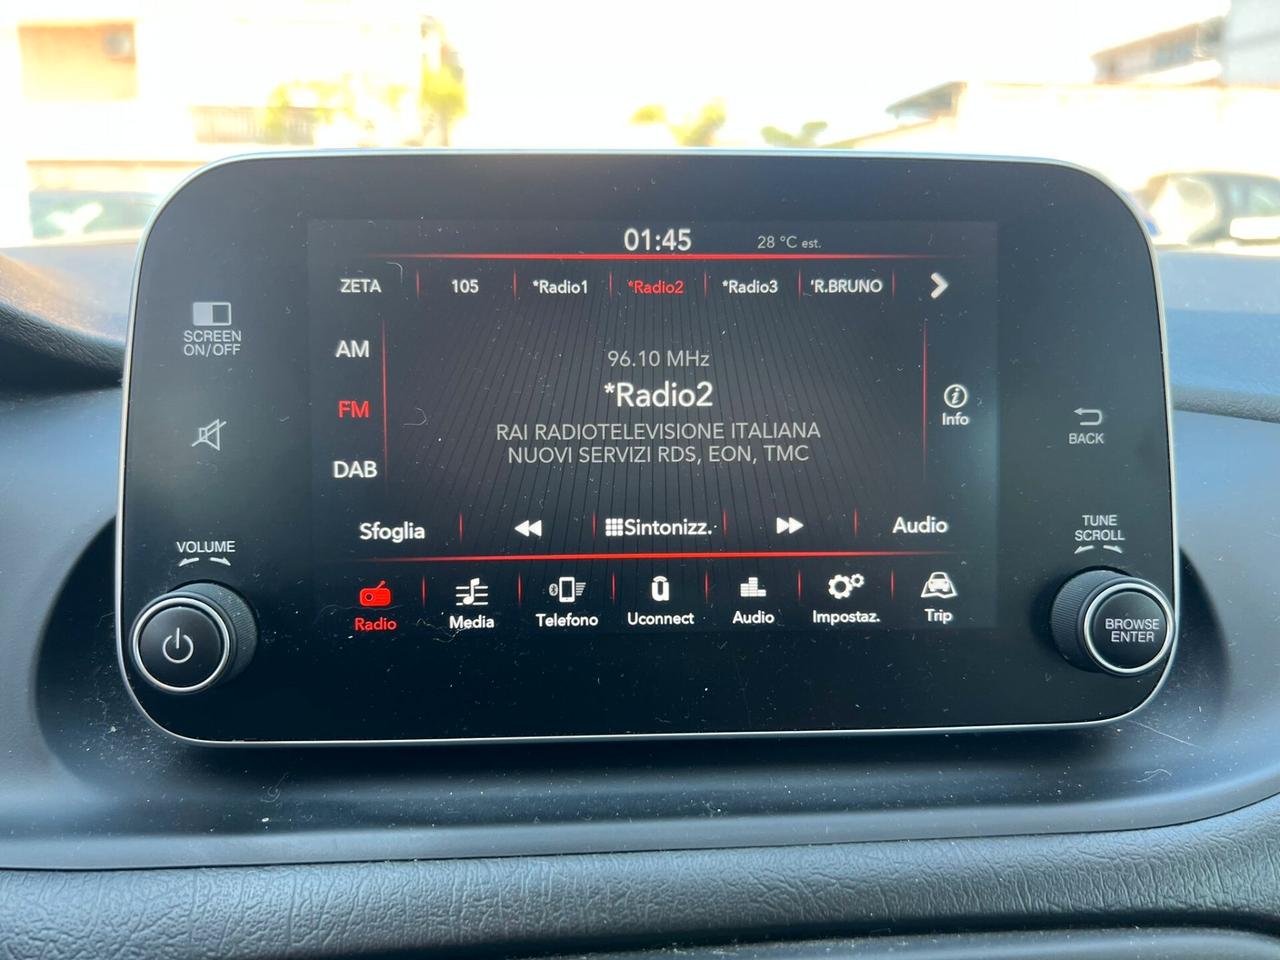 01:45 28 °C est.
ZETA 105 *Radio1 *Radio2 *Radio3 'R.BRUNO
SCREEN
ON/OFF
AM
FM
DAB
96.10 MHz
*Radio2
RAI RADIOTELEVISIONE ITALIANA
NUOVI SERVIZI RDS, EON, TMC
Info
BACK
Sfoglia Sintonizz. Audio
VOLUME
TUNE
SCROLL
Radio Media Telefono Uconnect Audio Impostaz. Trip
BROWSE
ENTER